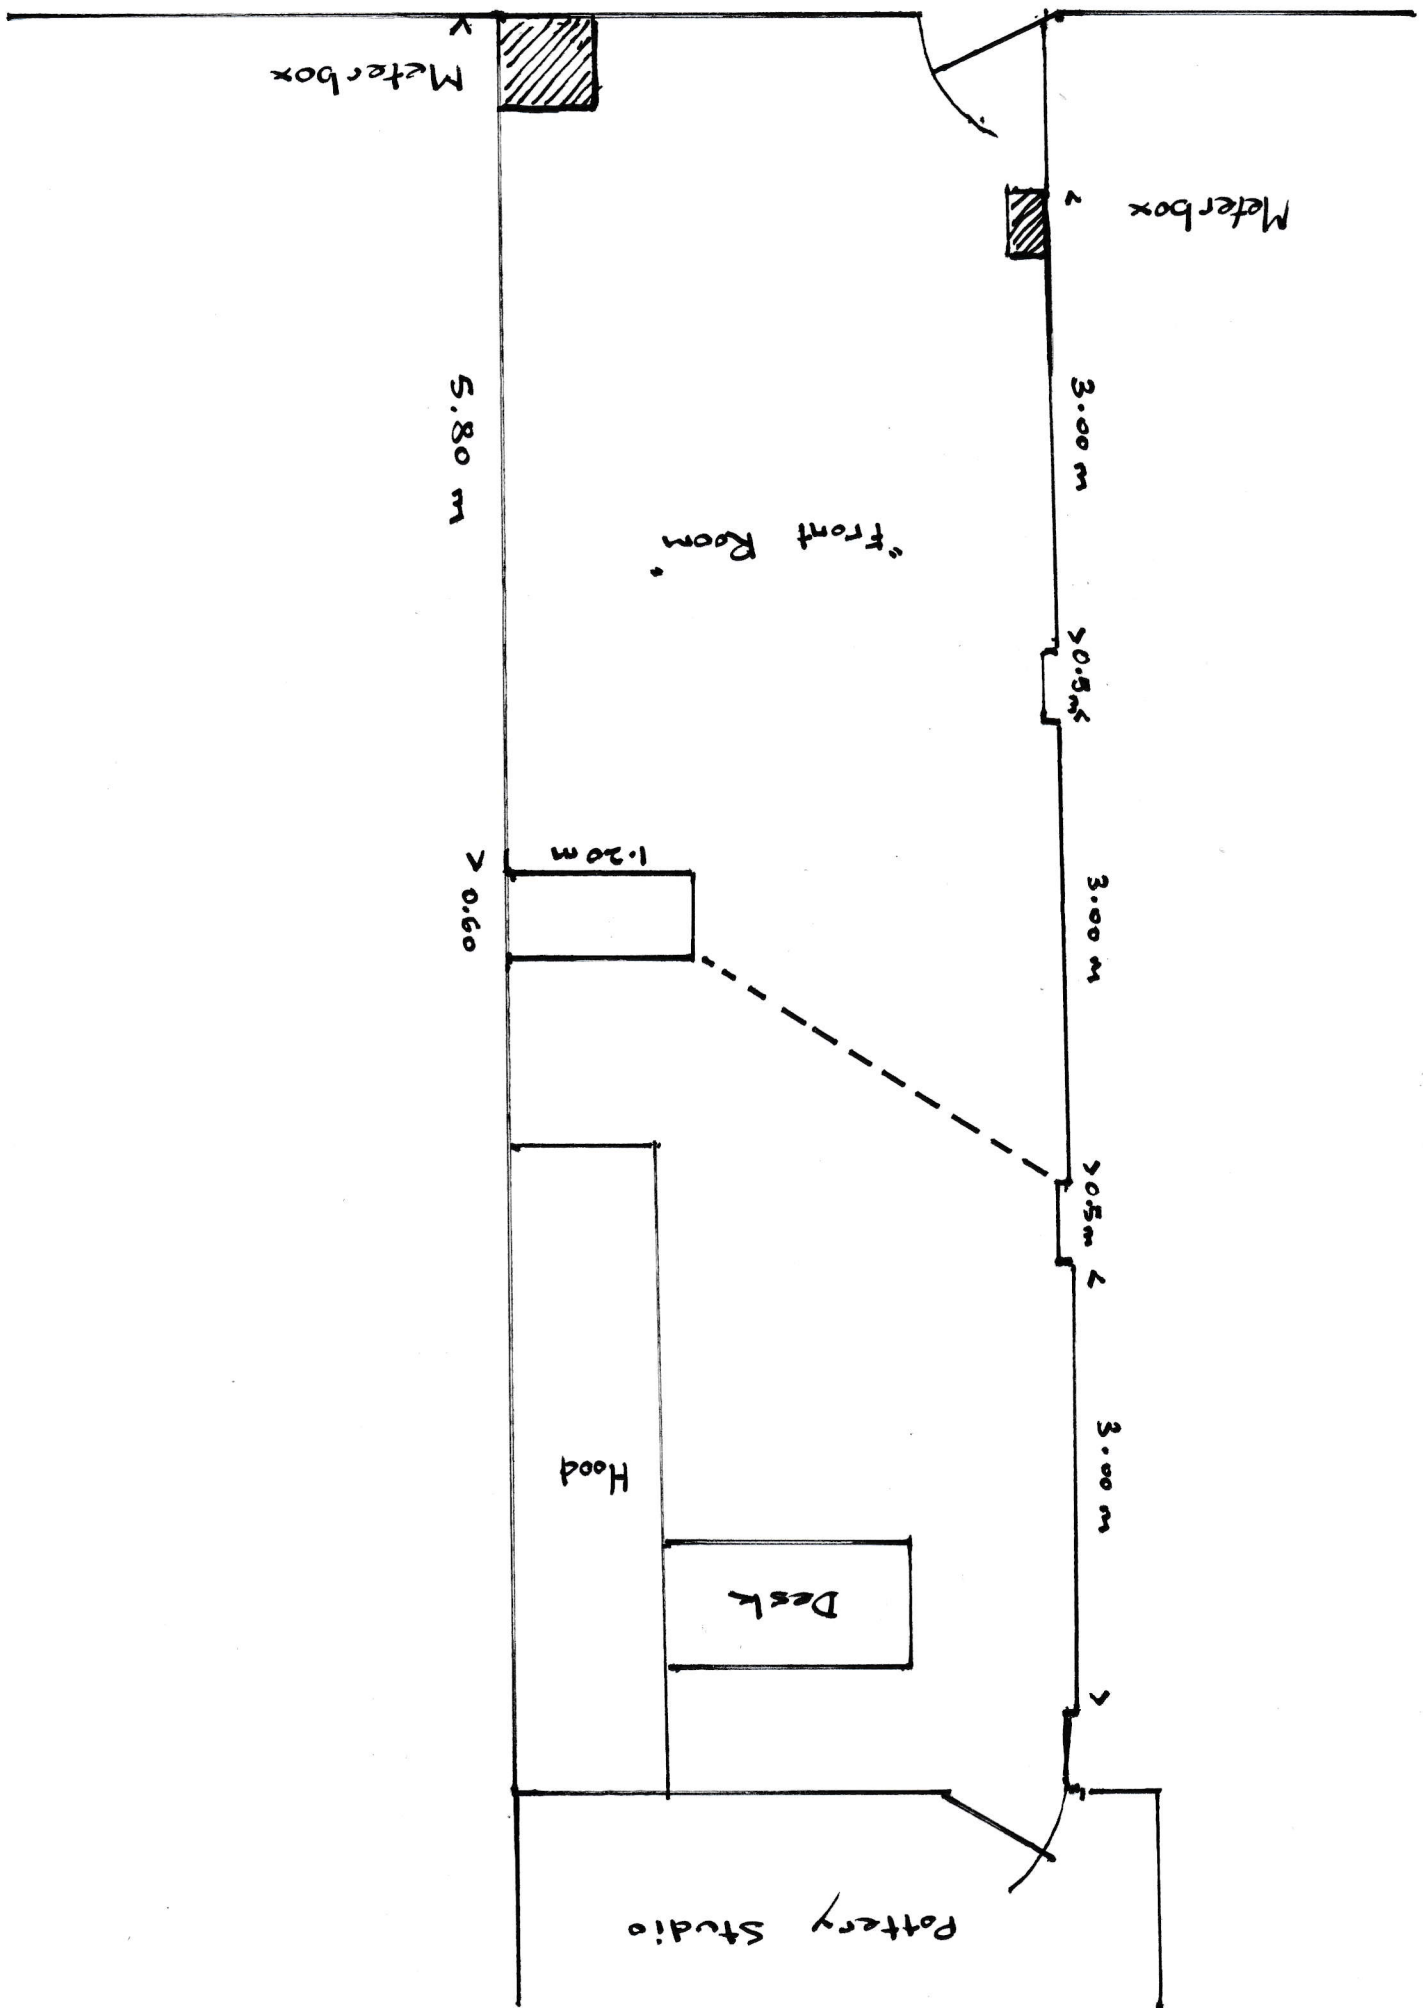 Pottery Studio
Desk
Hood
3.00 m
>0.5m<
0.60
1.20 m
3.00 m
>0.5m<
"Front Room"
5.80 m
3.00 m
Meterbox
Meterbox